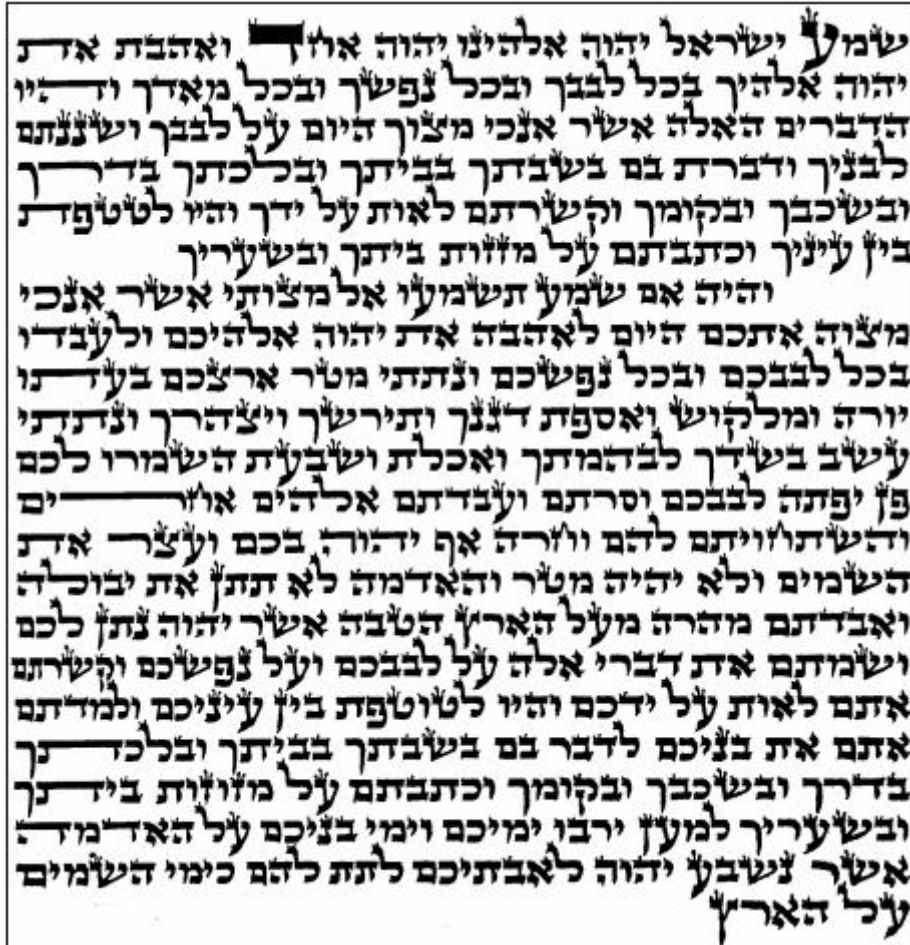 שמע ישראל יהוה אלהינו יהוה אחד ואהבת את
יהוה אלהיך בכל לבבך ובכל נפשך ובכל מאדך והיו
הדברים האלה אשר אנכי מצוך היום על לבבך ושננתם
לבניך ודברת בם בשבתך בביתך ובלכתך בדרך
ובשכבך ובקומך וקשרתם לאות על ידך והיו לטטפת
בין עיניך וכתבתם על מזזות ביתך ובשעריך
והיה אם שמע תשמעו אל מצותי אשר אנכי
מצוה אתכם היום לאהבה את יהוה אלהיכם ולעבדו
בכל לבבכם ובכל נפשכם ונתתי מטר ארצכם בעתו
יורה ומלקוש ואספת דגנך ותירשך ויצהרך ונתתי
עשב בשדך לבהמתך ואכלת ושבעת השמרו לכם
פן יפתה לבבכם וסרתם ועבדתם אלהים אחרים
והשתחויתם להם וחרה אף יהוה בכם ועצר את
השמים ולא יהיה מטר והאדמה לא תתן את יבולה
ואבדתם מהרה מעל הארץ הטבה אשר יהוה נתן לכם
ושמתם את דברי אלה על לבבכם ועל נפשכם וקשרתם
אתם לאות על ידכם והיו לטוטפת בין עיניכם ולמדתם
אתם את בניכם לדבר בם בשבתך בביתך ובלכתך
בדרך ובשכבך ובקומך וכתבתם על מזוזות ביתך
ובשעריך למען ירבו ימיכם וימי בניכם על האדמה
אשר נשבע יהוה לאבתיכם לתת להם כימי השמים
על הארץ